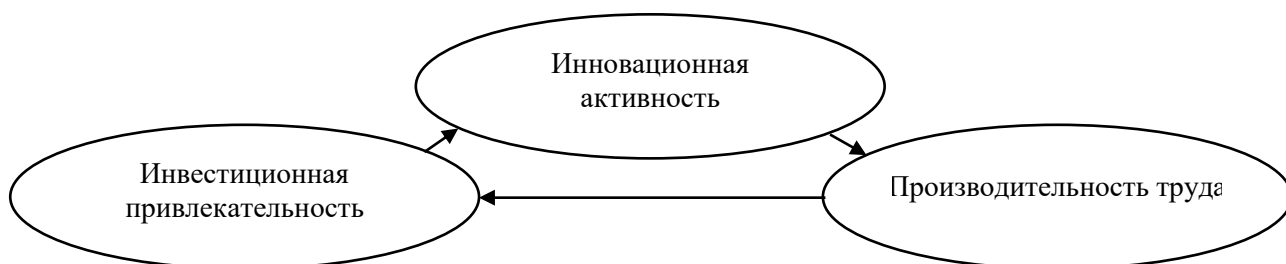 Инновационная
активность
Инвестиционная
привлекательность
Производительность труда